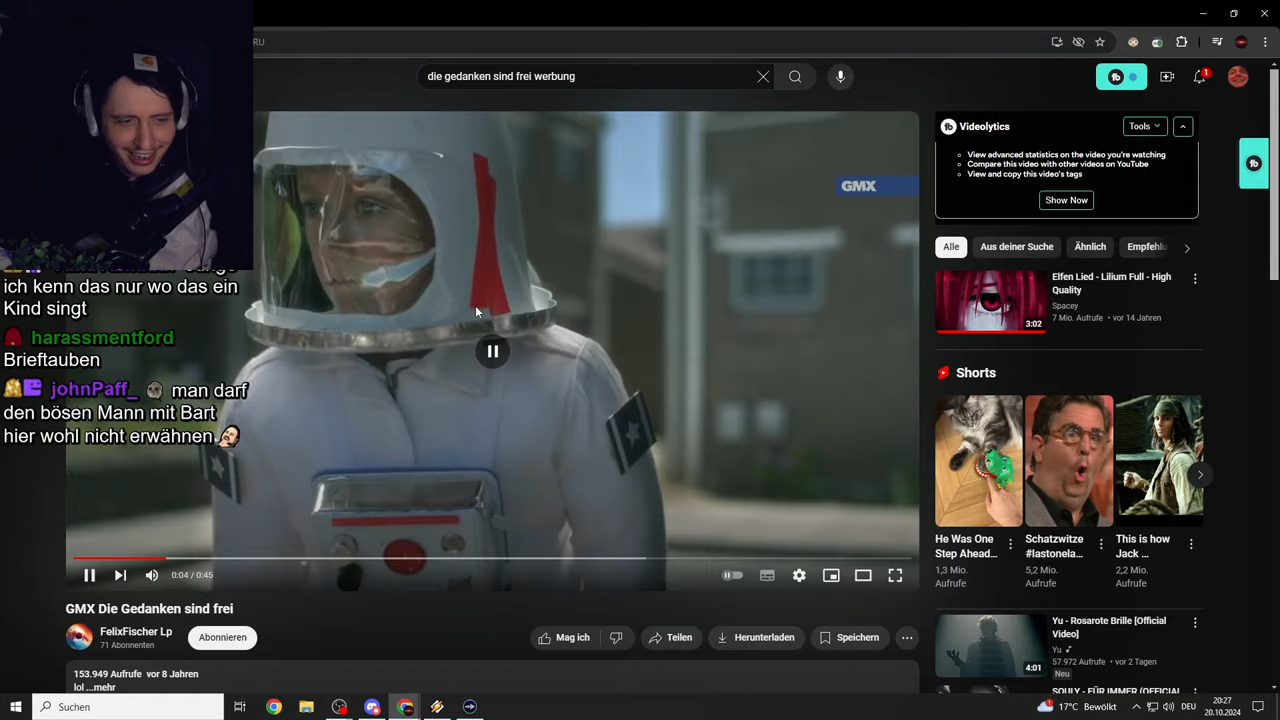 RU
die gedanken sind frei werbung
1
Videolytics
Tools
View advanced statistics on the video you're watching
Compare this video with other videos on YouTube
View and copy this video's tags
Show Now
GMX
Alle
Aus deiner Suche
Ähnlich
Elfen Lied - Lilium Full - High
Quality
Spacey
7 Mio. Aufrufe • vor 14 Jahren
3:02
ich kenn das nur wo das ein
Kind singt
harassmentford
Brieftauben
johnPaff_ man darf
den bösen Mann mit Bart
hier wohl nicht erwähnen
Shorts
He Was One
Step Ahead...
1,3 Mio.
Aufrufe
Schatzwitze
#lastonela...
5,2 Mio.
Aufrufe
This is how
Jack ...
2,2 Mio.
Aufrufe
0:04 / 0:45
GMX Die Gedanken sind frei
FelixFischer Lp
71 Abonnenten
Abonnieren
Mag ich
Teilen
Herunterladen
Speichern
153.949 Aufrufe vor 8 Jahren
lol ...mehr
Yu - Rosarote Brille [Official
Video]
Yu
57.972 Aufrufe • vor 2 Tagen
Neu
4:01
SOULY - FÜR IMMER (OFFICIAL
Suchen
17°C Bewölkt
DEU
20:27
20.10.2024